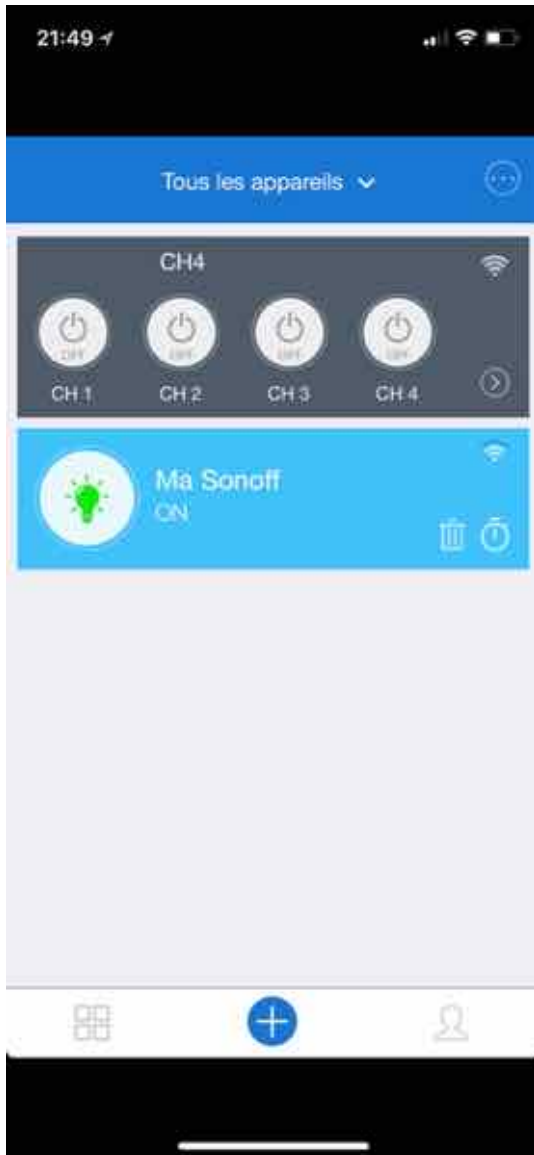 21:49
Tous les appareils
CH4
OFF OFF OFF OFF
CH 1 CH 2 CH 3 CH 4
Ma Sonoff
ON